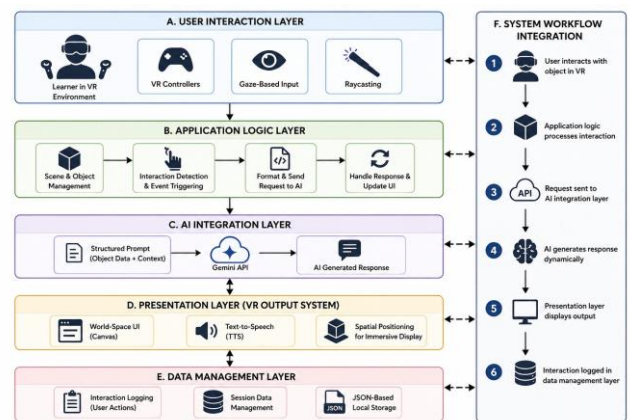 A. USER INTERACTION LAYER
Learner in VR
Environment
VR Controllers
Gaze-Based Input
Raycasting
B. APPLICATION LOGIC LAYER
Scene & Object
Management
Interaction Detection
& Event Triggering
Format & Send
Request to AI
Handle Response &
Update UI
C. AI INTEGRATION LAYER
Structured Prompt
(Object Data + Context)
Gemini API
AI Generated Response
D. PRESENTATION LAYER (VR OUTPUT SYSTEM)
World-Space UI
(Canvas)
Text-to-Speech
(TTS)
Spatial Positioning
for Immersive Display
E. DATA MANAGEMENT LAYER
Interaction Logging
(User Actions)
Session Data
Management
JSON
JSON-Based
Local Storage
F. SYSTEM WORKFLOW
INTEGRATION
1
User interacts with
object in VR
2
Application logic
processes interaction
3
API
Request sent to
AI integration layer
4
AI generates response
dynamically
5
Presentation layer
displays output
6
Interaction logged in
data management layer